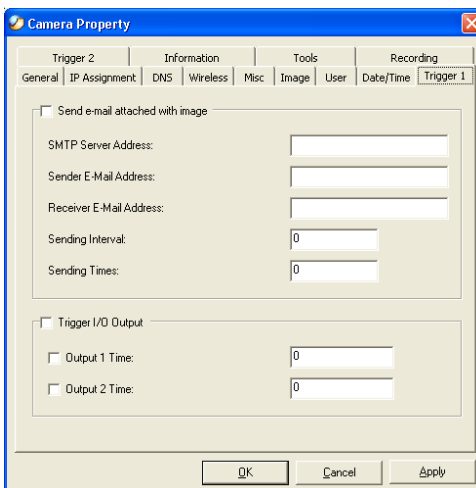 Camera Property
Trigger 2 Information Tools Recording
General IP Assignment DNS Wireless Misc Image User Date/Time Trigger 1
Send e-mail attached with image
SMTP Server Address:
Sender E-Mail Address:
Receiver E-Mail Address:
Sending Interval: 0
Sending Times: 0
Trigger I/O Output
Output 1 Time: 0
Output 2 Time: 0
OK Cancel Apply